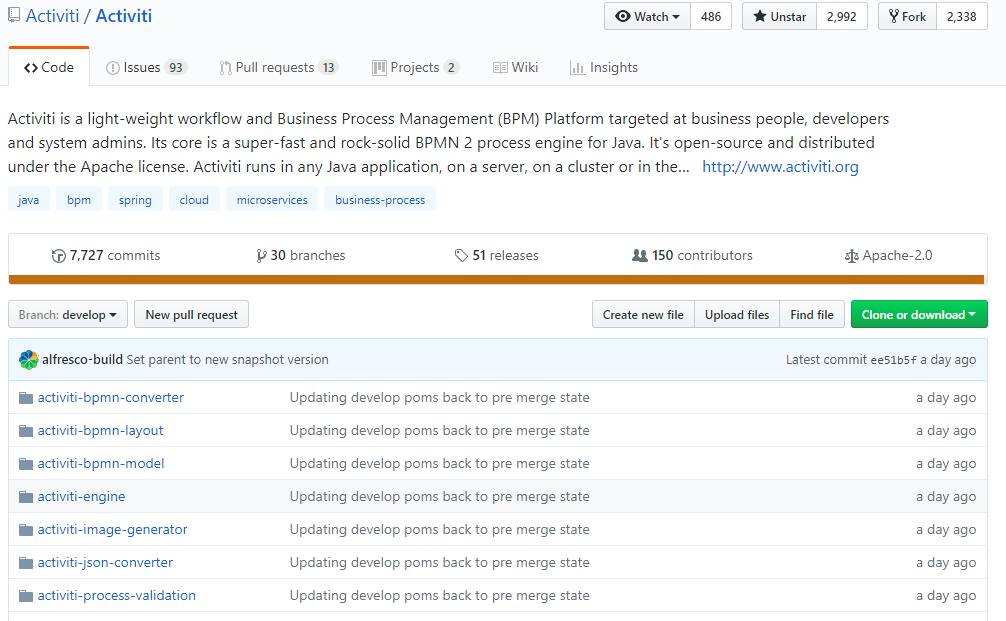 Activiti / Activiti Watch 486 Unstar 2,992 Fork 2,338
Code Issues 93 Pull requests 13 Projects 2 Wiki Insights
Activiti is a light-weight workflow and Business Process Management (BPM) Platform targeted at business people, developers
and system admins. Its core is a super-fast and rock-solid BPMN 2 process engine for Java. It's open-source and distributed
under the Apache license. Activiti runs in any Java application, on a server, on a cluster or in the... http://www.activiti.org
java bpm spring cloud microservices business-process
7,727 commits 30 branches 51 releases 150 contributors Apache-2.0
Branch: develop New pull request Create new file Upload files Find file Clone or download
alfresco-build Set parent to new snapshot version Latest commit ee51b5f a day ago
activiti-bpmn-converter Updating develop poms back to pre merge state a day ago
activiti-bpmn-layout Updating develop poms back to pre merge state a day ago
activiti-bpmn-model Updating develop poms back to pre merge state a day ago
activiti-engine Updating develop poms back to pre merge state a day ago
activiti-image-generator Updating develop poms back to pre merge state a day ago
activiti-json-converter Updating develop poms back to pre merge state a day ago
activiti-process-validation Updating develop poms back to pre merge state a day ago